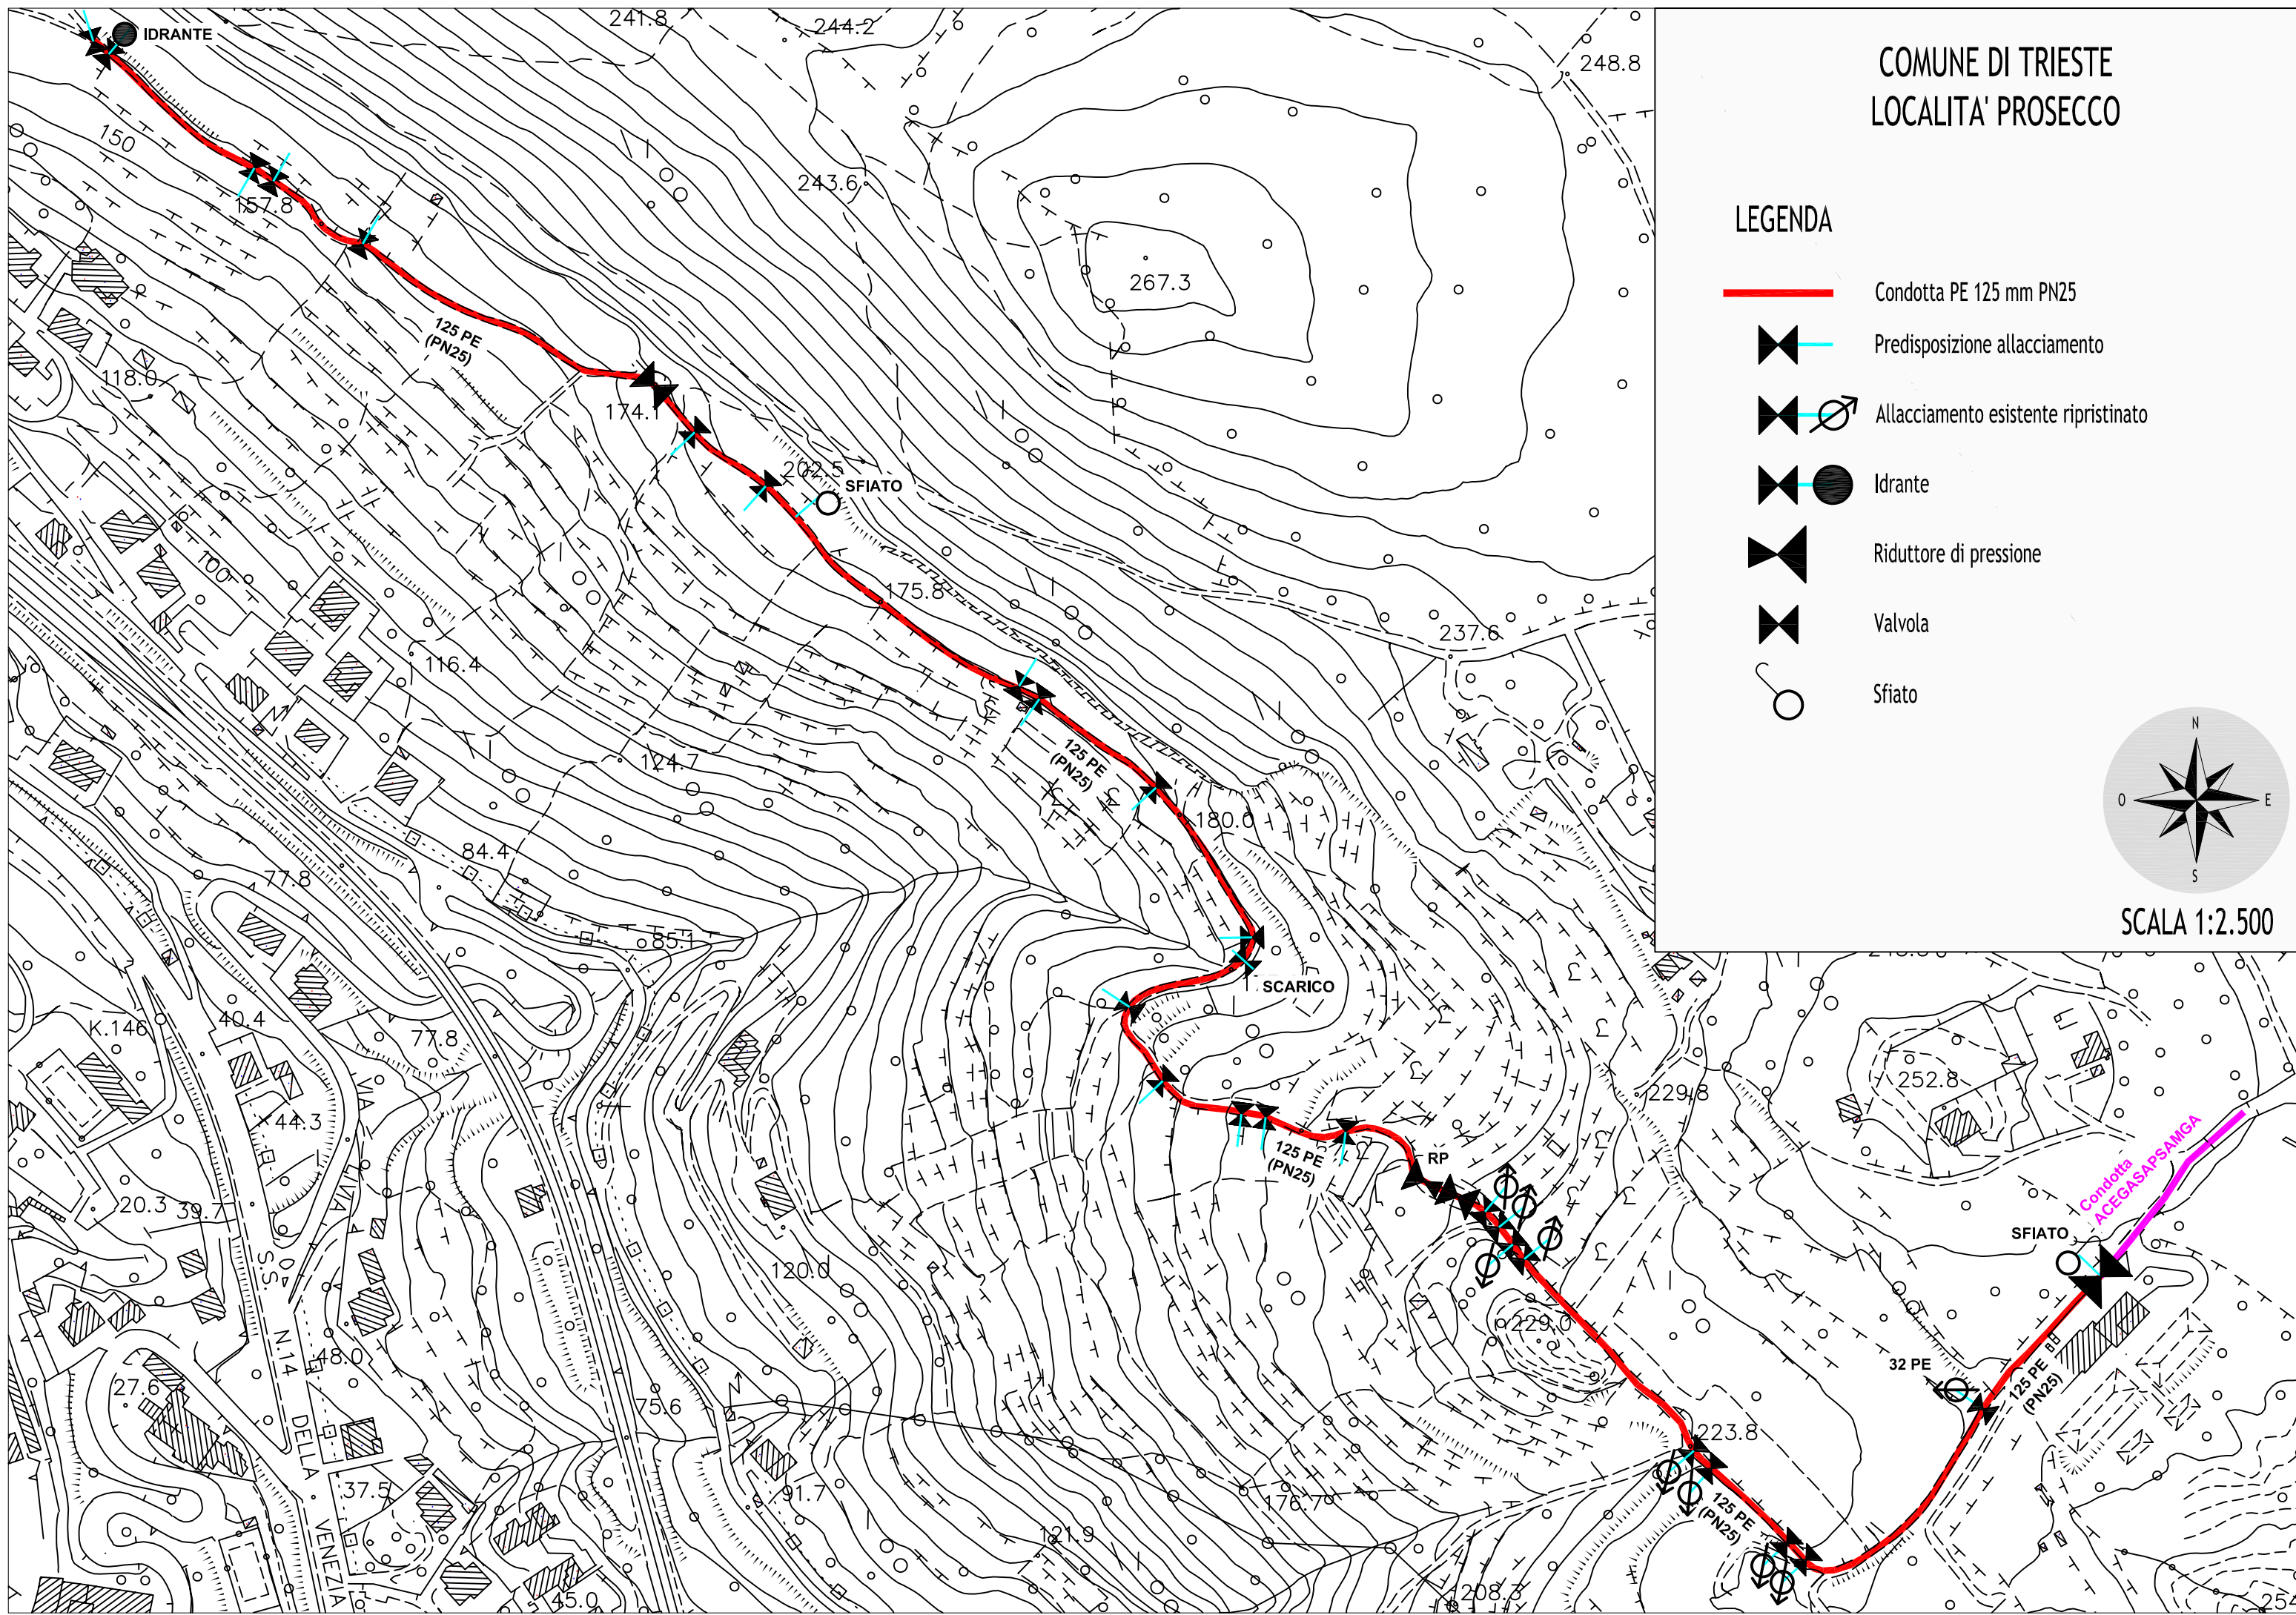 IDRANTE
241.8
244.2
248.8
150
243.6
157.8
267.3
125 PE
(PN25)
118.0
174.1
202.5
SFIATO
100
175.8
116.4
237.6
124.7
125 PE
(PN25)
180.0
84.4
77.8
85.1
SCARICO
K.146
40.4
77.8
252.8
229.8
44.3
125 PE
(PN25)
RP
20.3
39.7
VIA
LIVIA
Condotta
ACEGASAPSAMGA
SFIATO
120.0
229.0
S.S.
N.14
DELLA
VENEZIA
48.0
27.6
32 PE
125 PE
(PN25)
75.6
223.8
37.5
91.7
176.7
125 PE
(PN25)
121.9
45.0
208.3
COMUNE DI TRIESTE
LOCALITA' PROSECCO
LEGENDA
Condotta PE 125 mm PN25
Predisposizione allacciamento
Allacciamento esistente ripristinato
Idrante
Riduttore di pressione
Valvola
Sfiato
N
O
E
S
SCALA 1:2.500